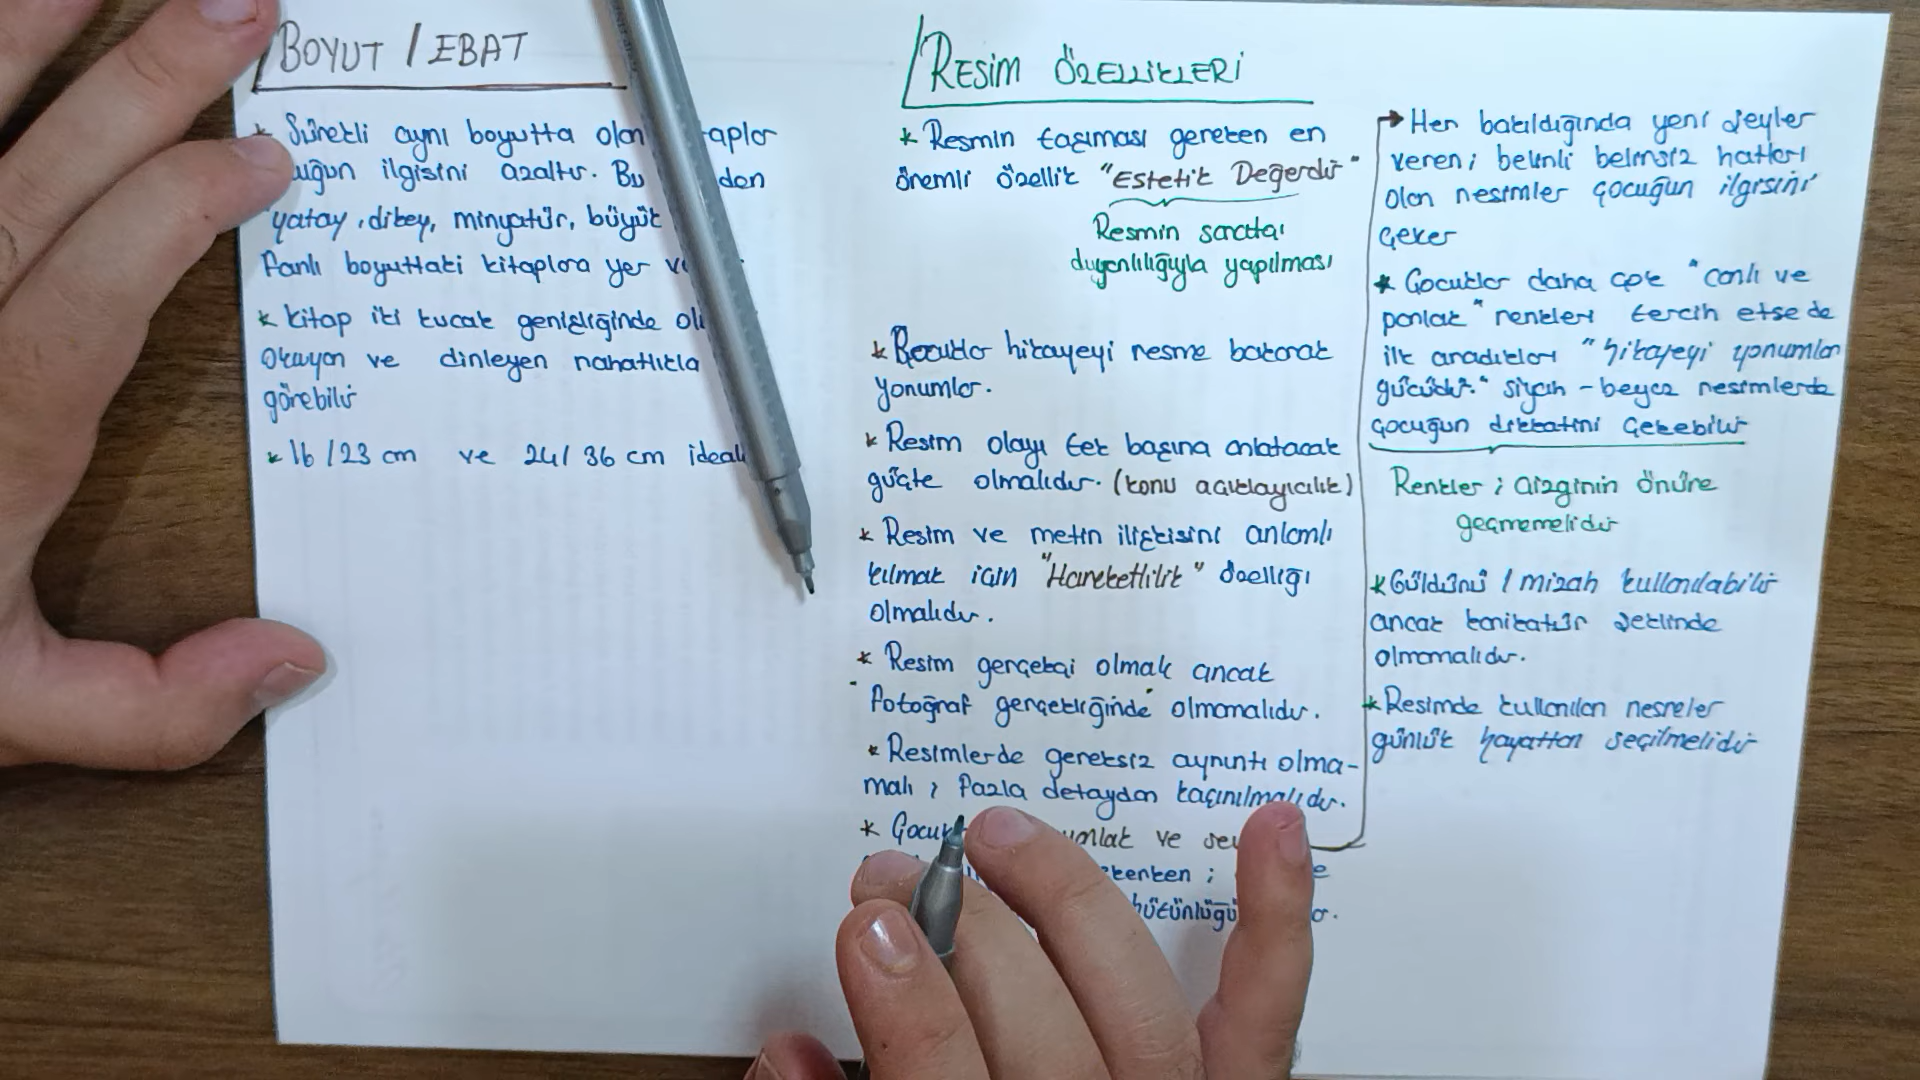 BOYUT / EBAT
* Sürekli aynı boyutta olan
ilgisini azaltır. Bu
yatay, dikey, minyatür, büyük
farklı boyuttaki kitaplara yer
* Kitap iki kucak genişliğinde
okuyan ve dinleyen rahatlıkla
görebilir
* 16/23 cm ve 24/36 cm ideal
RESİM ÖZELLİKLERİ
* Resmin taşıması gereken en
önemli özellik "Estetik Değerdir"
Resmin sanatsal
duyarlılığıyla yapılması
* Çocuklar hikayeyi resme bakarak
yorumlar.
* Resim olayı tek başına anlatacak
güçte olmalıdır. (konu açıklayıcılık)
* Resim ve metin ilişkisini anlamlı
kılmak için "Hareketlilik" özelliği
olmalıdır.
* Resim gerçekçi olmalı ancak
fotoğraf gerçekliğinde olmamalıdır.
* Resimlerde gereksiz ayrıntı olma-
malı ; fazla detaydan kaçınılmalıdır.
* ve
;
bütünlüğü
→ Her bakıldığında yeni şeyler
veren; belirli belirsiz hatları
olan resimler çocuğun ilgisini
çeker
* Çocuklar daha çok "canlı ve
parlak" renkleri tercih etse de
ilk aradıkları "hikayeyi yorumlar
gücüdür." siyah - beyaz resimlerde
çocuğun dikkatini çekebilir
Renkler ; çizginin önüne
geçmemelidir
* Güldürü / mizah kullanılabilir
ancak karikatür şeklinde
olmamalıdır.
* Resimde kullanılan nesneler
günlük hayattan seçilmelidir